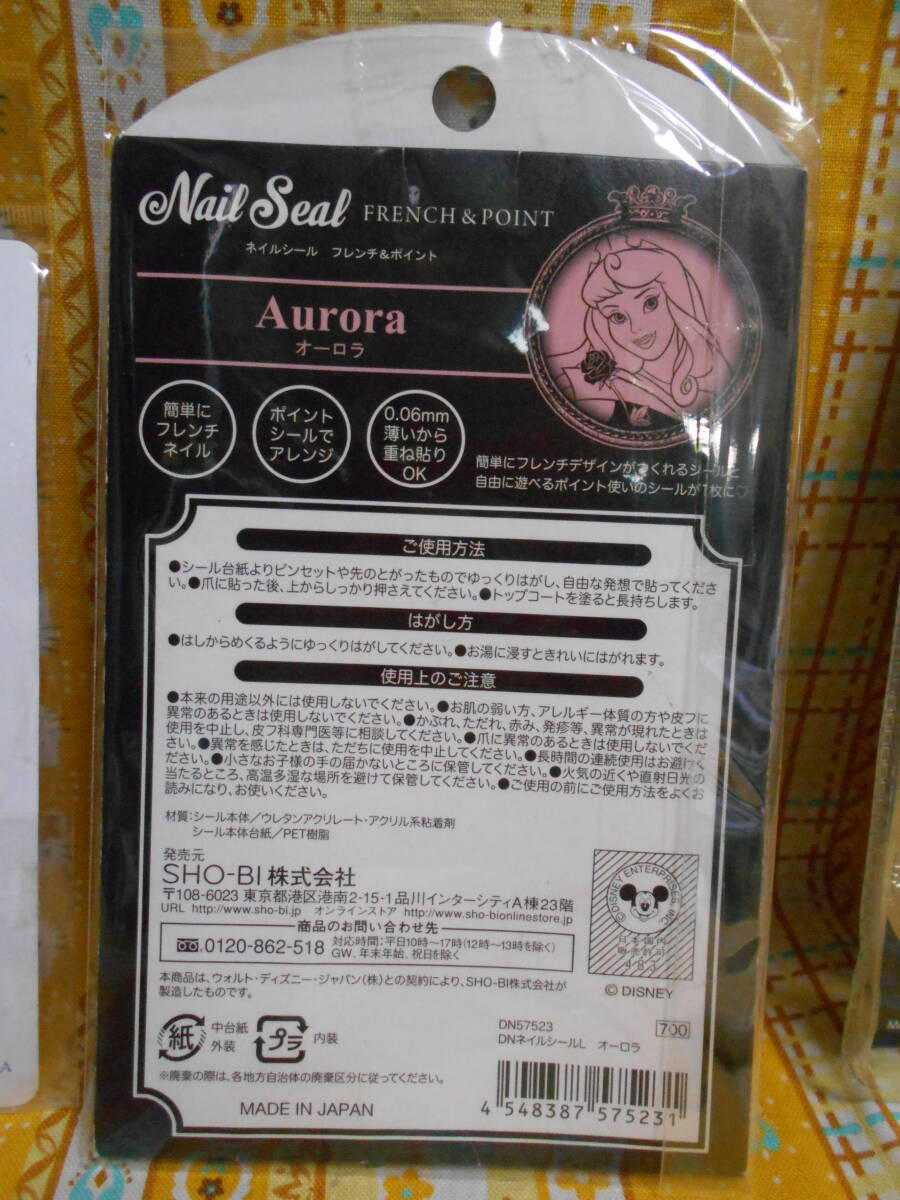 Nail Seal FRENCH & POINT
ネイルシール フレンチ&ポイント
Aurora
オーロラ
簡単に
フレンチ
ネイル
ポイント
シールで
アレンジ
0.06mm
薄いから
重ね貼り
OK
簡単にフレンチデザインがつくれるシールと
自由に遊べるポイント使いのシールが1枚に♡
ご使用方法
●シール台紙よりピンセットや先のとがったものでゆっくりはがし、自由な発想で貼ってくださ
い。●爪に貼った後、上からしっかり押さえてください。●トップコートを塗ると長持ちします。
はがし方
●はしからめくるようにゆっくりはがしてください。●お湯に浸すときれいにはがれます。
使用上のご注意
●本来の用途以外には使用しないでください。●お肌の弱い方、アレルギー体質の方や皮フに
異常のあるときは使用しないでください。●かぶれ、ただれ、赤み、発疹等、異常が現れたときは
使用を中止し、皮フ科専門医等に相談してください。●爪に異常のあるときは使用しないでくだ
さい。●異常を感じたときは、ただちに使用を中止してください。●長時間の連続使用はお避けく
ださい。●小さなお子様の手の届かないところに保管してください。●火気の近くや直射日光の
当たるところ、高温多湿な場所を避けて保管してください。●ご使用の前にご使用方法をよくお
読みになり、お使いください。
材質:シール本体/ウレタンアクリレート・アクリル系粘着剤
シール本体台紙/PET樹脂
発売元
SHO-BI株式会社
〒108-6023 東京都港区港南2-15-1品川インターシティA棟23階
URL http://www.sho-bi.jp オンラインストア http://www.sho-bionlinestore.jp
商品のお問い合わせ先
0120-862-518 対応時間:平日10時〜17時(12時〜13時を除く)
GW、年末年始、祝日を除く
本商品は、ウォルト・ディズニー・ジャパン(株)との契約により、SHO-BI株式会社が
製造したものです。
©DISNEY ENTERPRISES, INC.
日本国内
販売許可
483
© DISNEY
紙 中台紙
外装
プラ 内装
DN57523
DNネイルシールL オーロラ
700
※廃棄の際は、各地方自治体の廃棄区分に従ってください。
MADE IN JAPAN
4 548387 575231